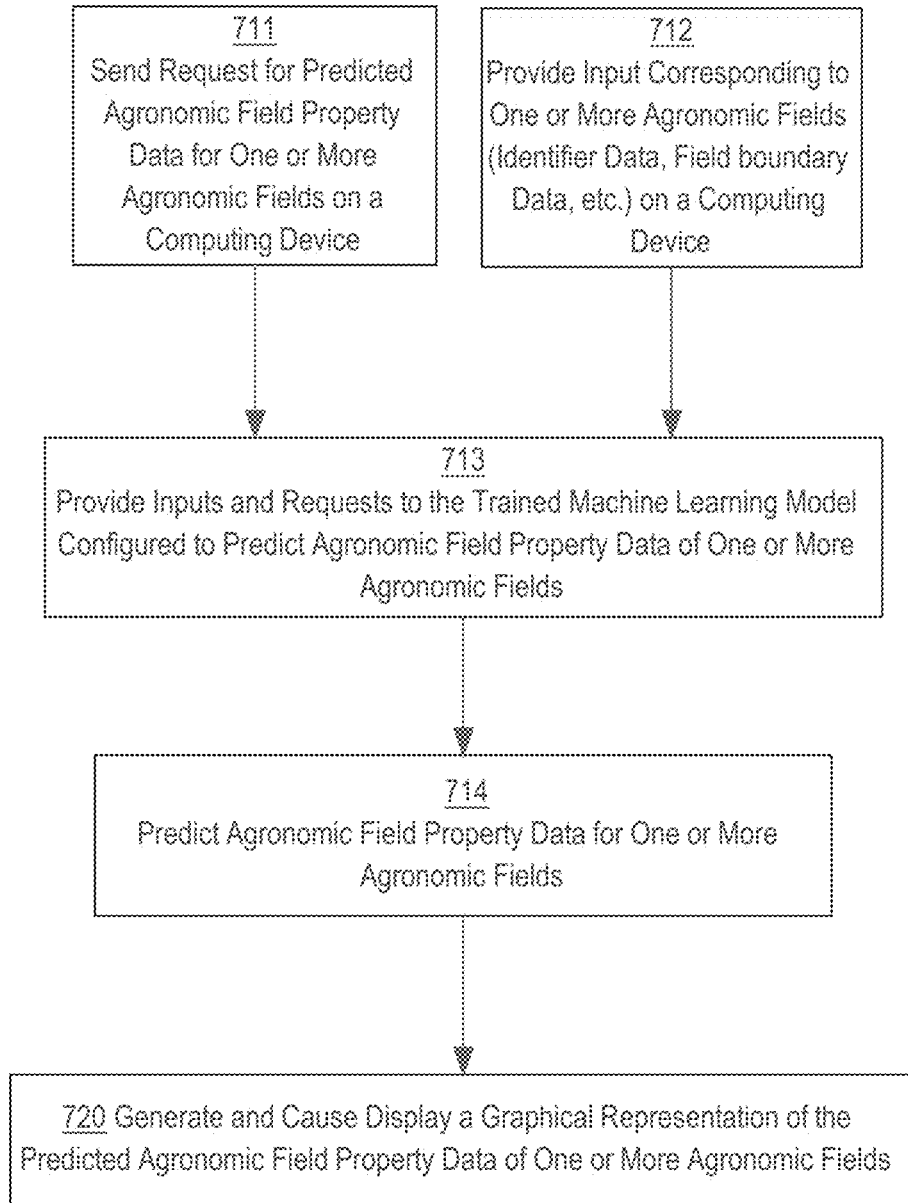 711
Send Request for Predicted
Agronomic Field Property
Data for One or More
Agronomic Fields on a
Computing Device
712
Provide Input Corresponding to
One or More Agronomic Fields
(Identifier Data, Field boundary
Data, etc.) on a Computing
Device
713
Provide Inputs and Requests to the Trained Machine Learning Model
Configured to Predict Agronomic Field Property Data of One or More
Agronomic Fields
714
Predict Agronomic Field Property Data for One or More
Agronomic Fields
720 Generate and Cause Display a Graphical Representation of the
Predicted Agronomic Field Property Data of One or More Agronomic Fields